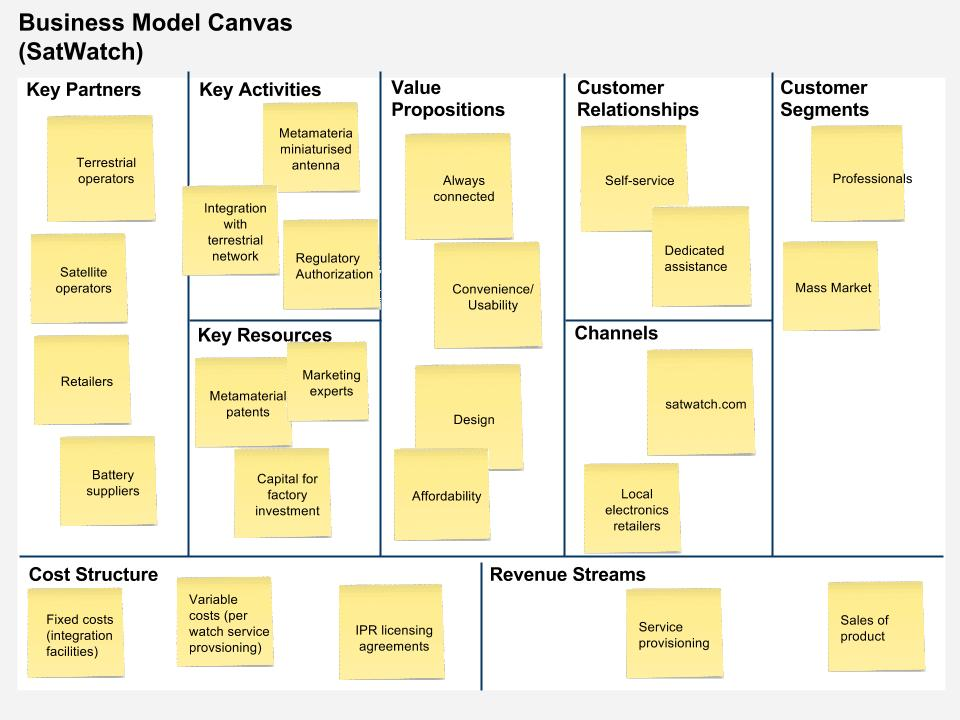 Business Model Canvas
(SatWatch)
Key Partners
Terrestrial
operators
Satellite
operators
Retailers
Battery
suppliers
Key Activities
Metamateria
miniaturised
antenna
Integration
with
terrestrial
network
Regulatory
Authorization
Key Resources
Metamaterial
patents
Marketing
experts
Capital for
factory
investment
Value
Propositions
Always
connected
Convenience/
Usability
Design
Affordability
Customer
Relationships
Self-service
Dedicated
assistance
Channels
satwatch.com
Local
electronics
retailers
Customer
Segments
Professionals
Mass Market
Cost Structure
Fixed costs
(integration
facilities)
Variable
costs (per
watch service
provsioning)
IPR licensing
agreements
Revenue Streams
Service
provisioning
Sales of
product